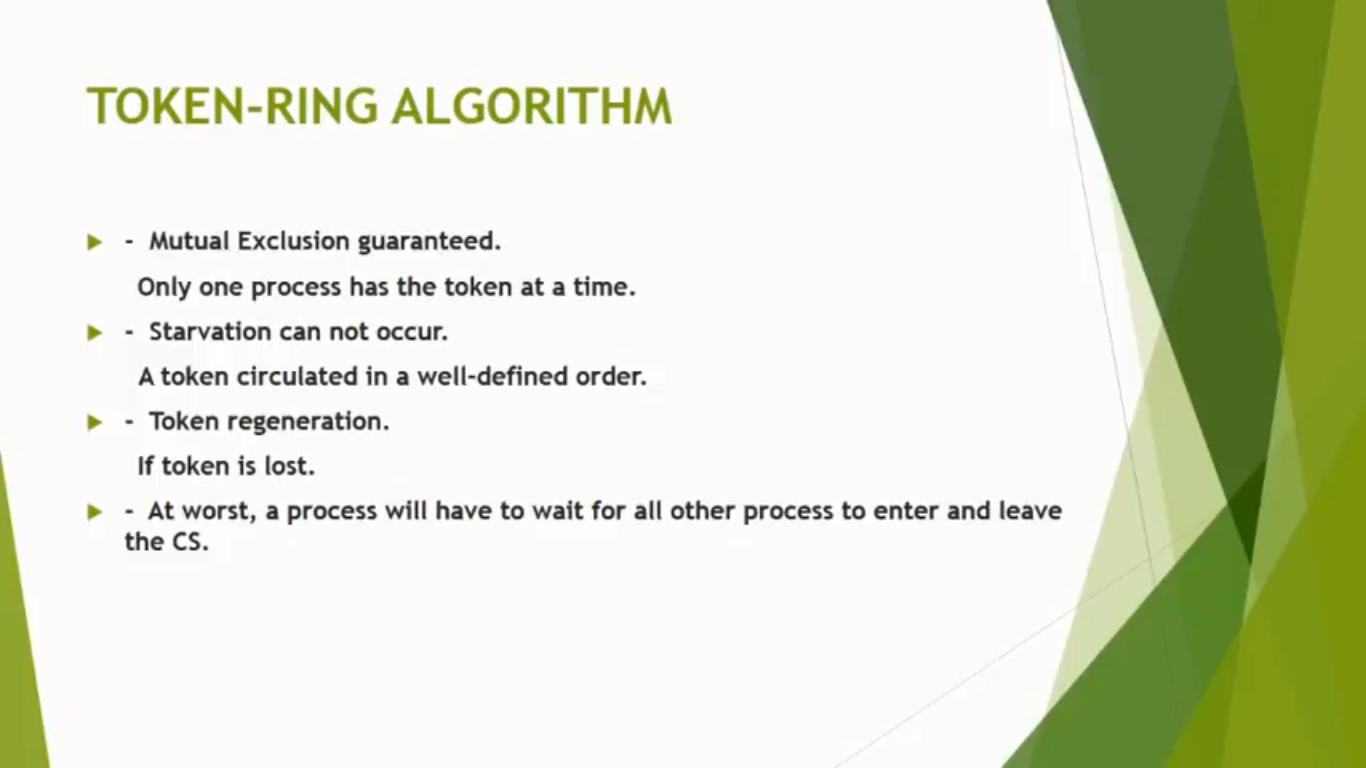 TOKEN-RING ALGORITHM
- Mutual Exclusion guaranteed.
Only one process has the token at a time.
- Starvation can not occur.
A token circulated in a well-defined order.
- Token regeneration.
If token is lost.
- At worst, a process will have to wait for all other process to enter and leave
the CS.